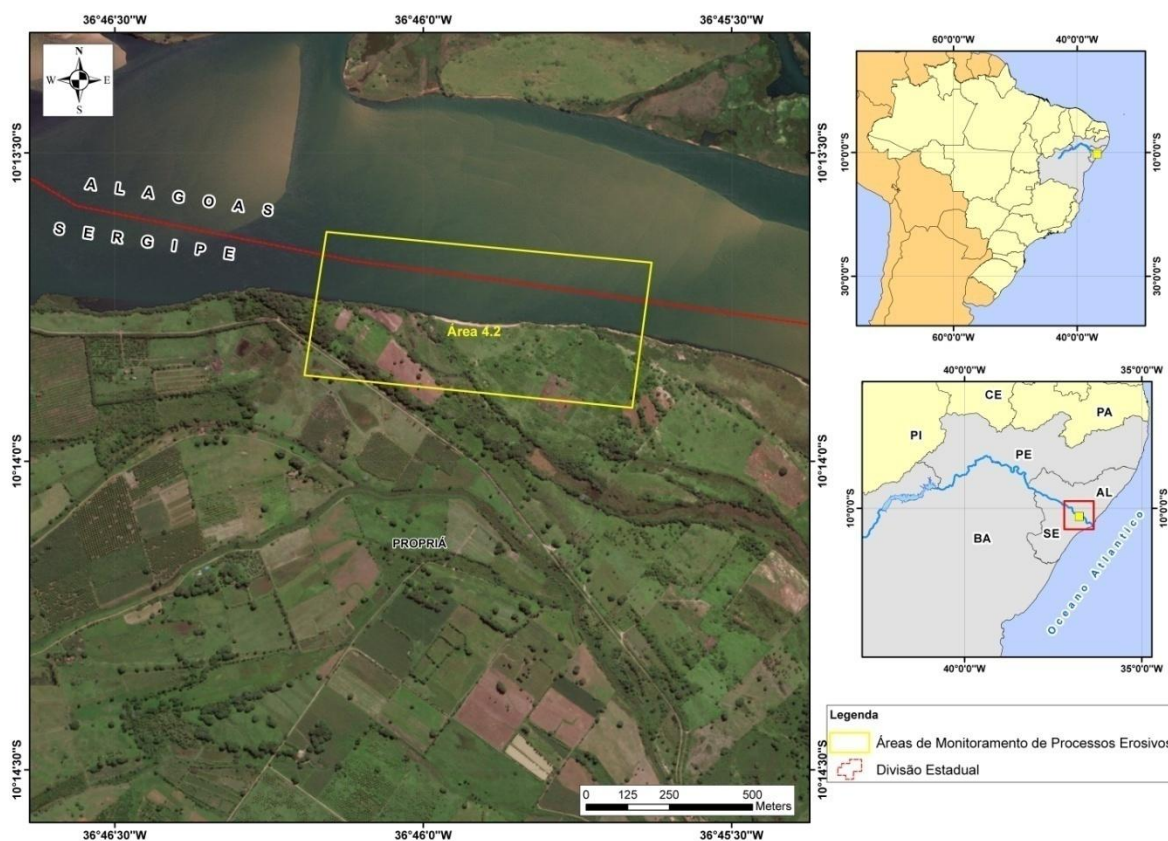 36°46'30"W
36°46'0"W
36°45'30"W
N
W
E
S
10°13'30"S
10°14'0"S
10°14'30"S
10°13'30"S
10°14'0"S
10°14'30"S
ALAGOAS
SERGIPE
Área 4.2
PROPRIÁ
0 125 250 500
Meters
36°46'30"W
36°46'0"W
36°45'30"W
60°0'0"W
40°0'0"W
10°0'0"S
30°0'0"S
10°0'0"S
30°0'0"S
60°0'0"W
40°0'0"W
40°0'0"W
35°0'0"W
CE
PA
PI
PE
AL
10°0'0"S
10°0'0"S
SE
BA
Oceano Atlantico
40°0'0"W
35°0'0"W
Legenda
Áreas de Monitoramento de Processos Erosivos
Divisão Estadual